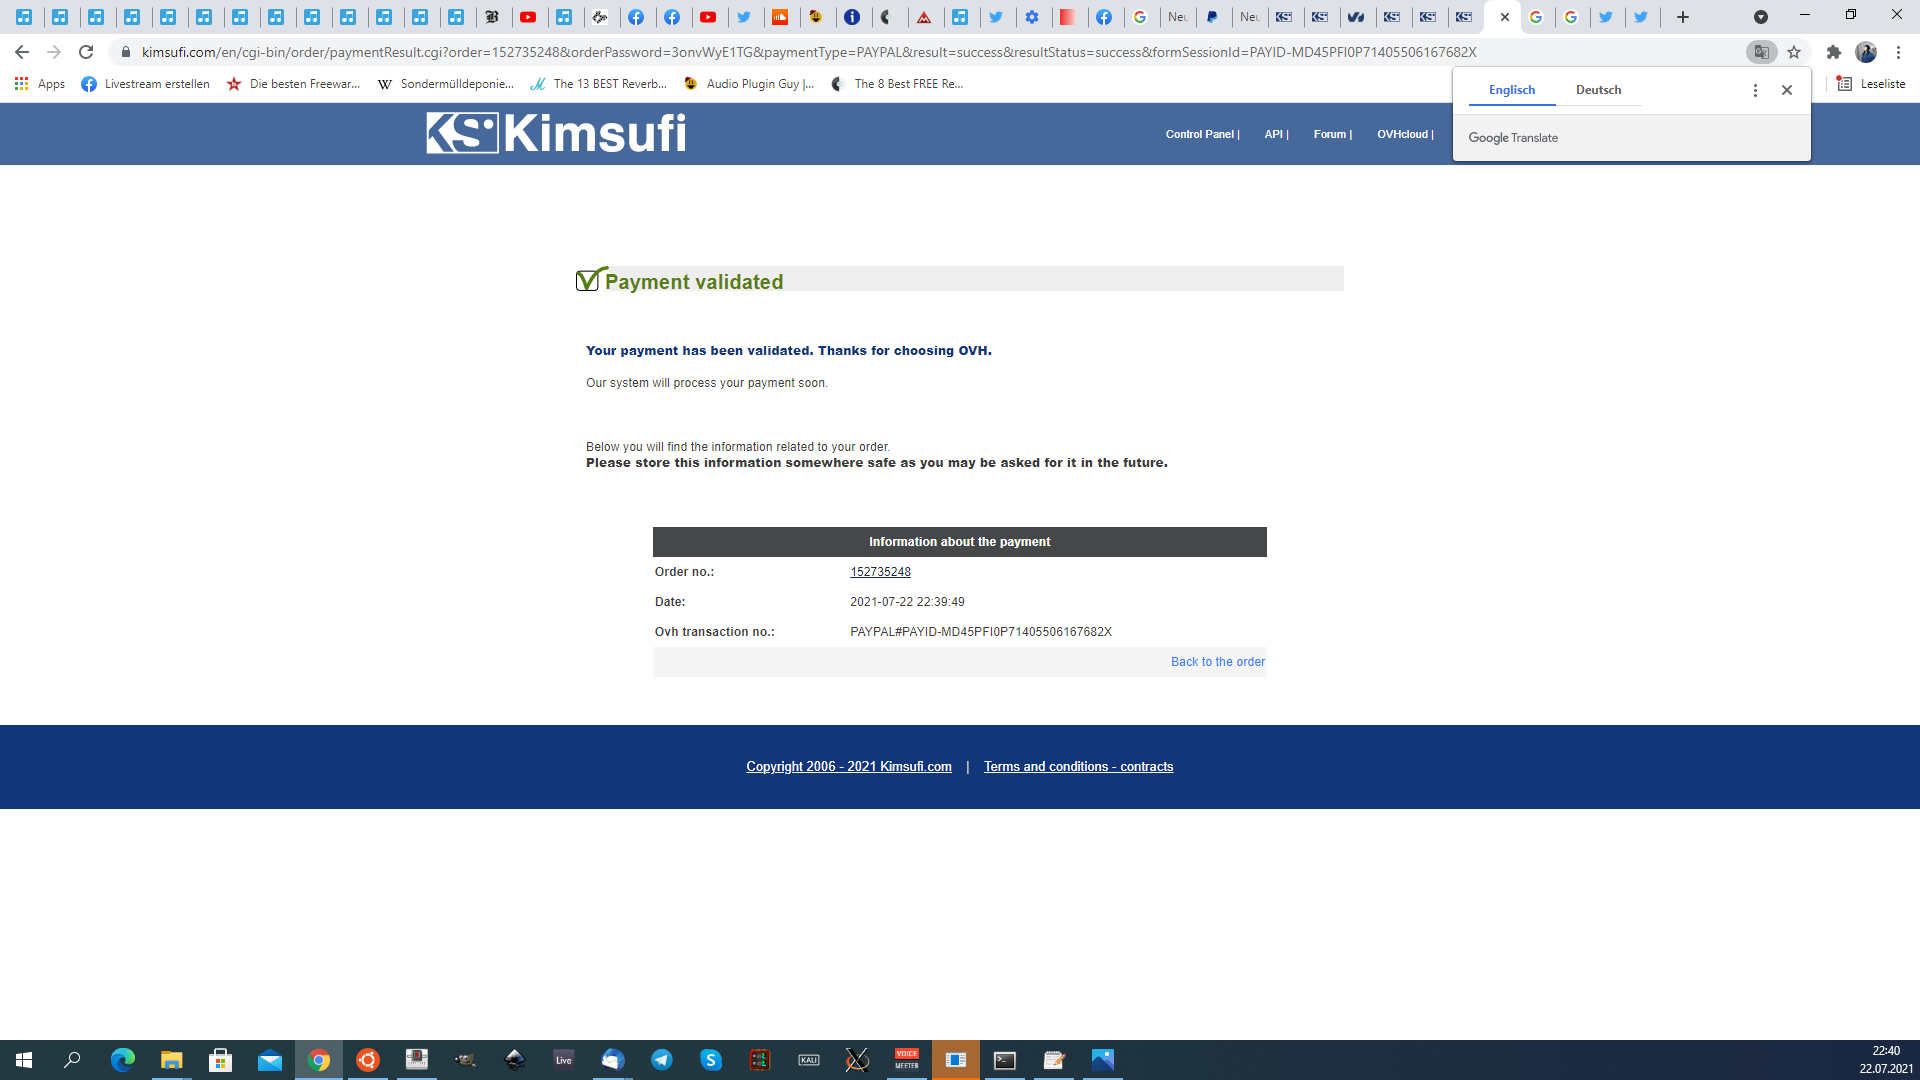 Neu
Neu
kimsufi.com/en/cgi-bin/order/paymentResult.cgi?order=152735248&orderPassword=3onvWyE1TG&paymentType=PAYPAL&result=success&resultStatus=success&formSessionId=PAYID-MD45PFI0P71405506167682X
Apps
Livestream erstellen
Die besten Freewar...
Sondermülldeponie...
The 13 BEST Reverb...
Audio Plugin Guy |...
The 8 Best FREE Re...
Leseliste
Englisch
Deutsch
Google Translate
KS Kimsufi
Control Panel |
API |
Forum |
OVHcloud |
Payment validated
Your payment has been validated. Thanks for choosing OVH.
Our system will process your payment soon.
Below you will find the information related to your order.
Please store this information somewhere safe as you may be asked for it in the future.
Information about the payment
Order no.: 152735248
Date: 2021-07-22 22:39:49
Ovh transaction no.: PAYPAL#PAYID-MD45PFI0P71405506167682X
Back to the order
Copyright 2006 - 2021 Kimsufi.com | Terms and conditions - contracts
Live
KALI
VOICE
MEETER
22:40
22.07.2021